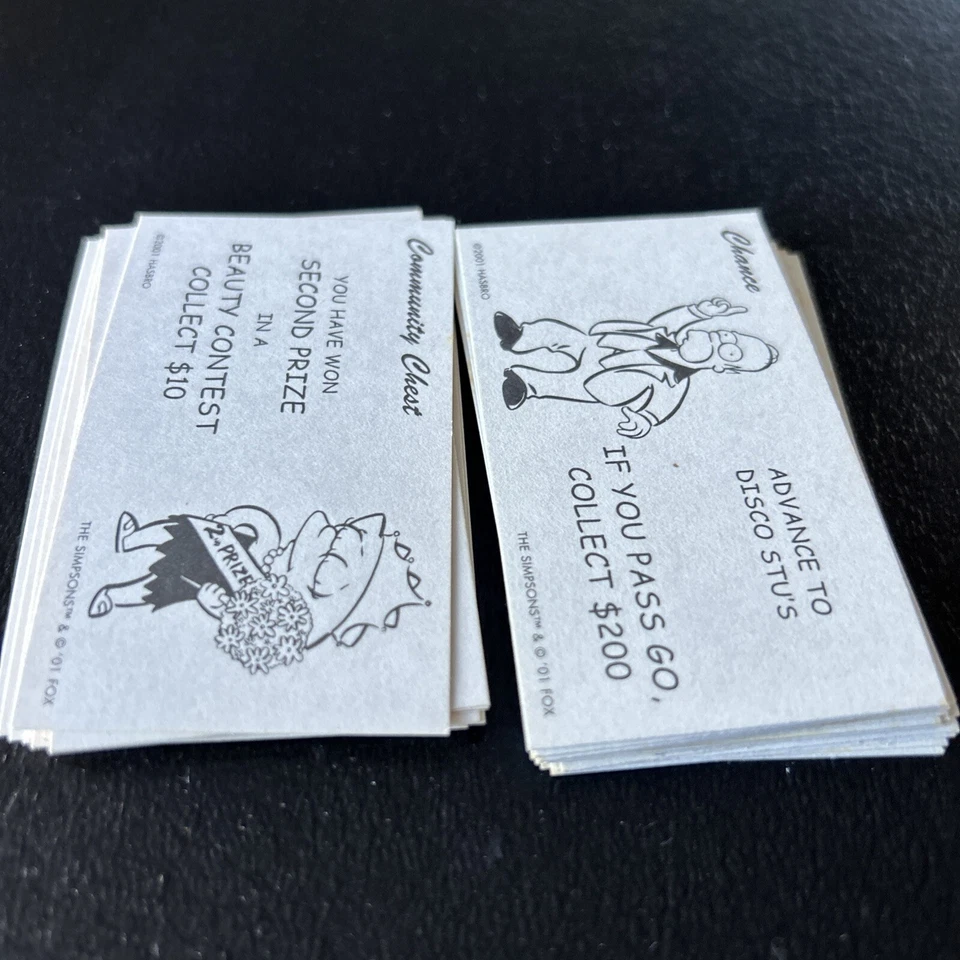 Community Chest
YOU HAVE WON
SECOND PRIZE
IN A
BEAUTY CONTEST
COLLECT $10
2ND PRIZE
©2001 HASBRO
THE SIMPSONS™ & © '01 FOX
Chance
ADVANCE TO
DISCO STU'S
IF YOU PASS GO,
COLLECT $200
©2001 HASBRO
THE SIMPSONS™ & © '01 FOX